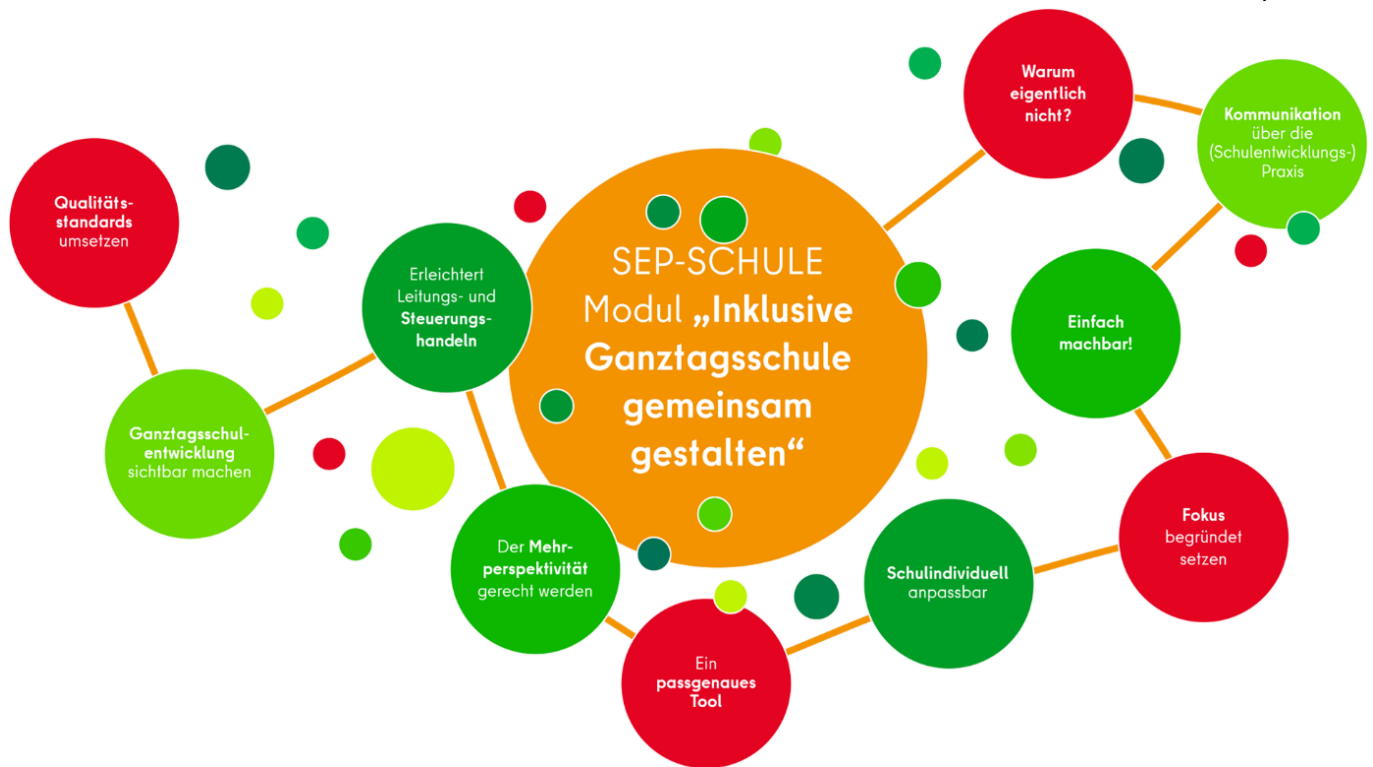 Warum
eigentlich
nicht?
Kommunikation
über die
(Schulentwicklungs-)
Praxis
Qualitäts-
standards
umsetzen
Erleichtert
Leitungs- und
Steuerungs-
handeln
SEP-SCHULE
Modul „Inklusive
Ganztagsschule
gemeinsam
gestalten“
Einfach
machbar!
Ganztagsschul-
entwicklung
sichtbar machen
Der Mehr-
perspektivität
gerecht werden
Schulindividuell
anpassbar
Fokus
begründet
setzen
Ein
passgenaues
Tool